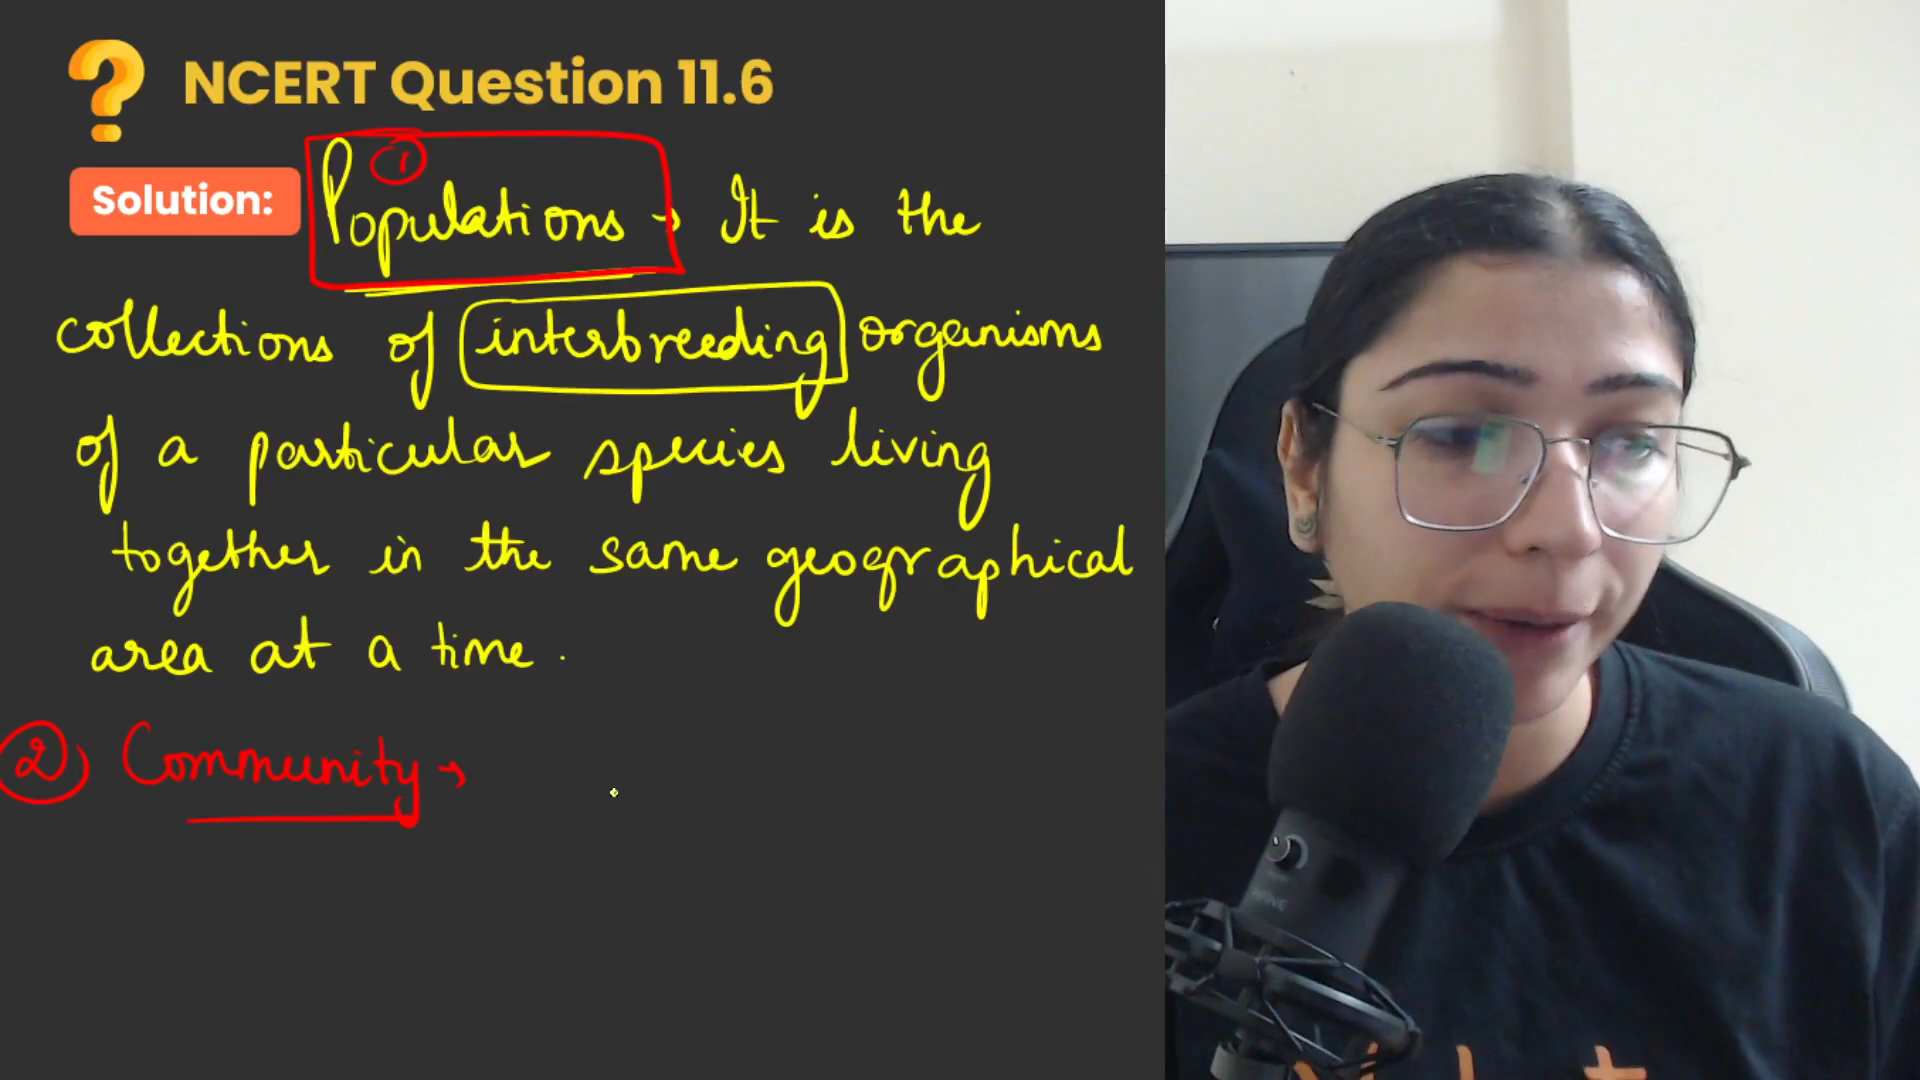 NCERT Question 11.6
Solution: Populations → It is the
①
collections of interbreeding organisms
of a particular species living
together in the same geographical
area at a time.
② Community →